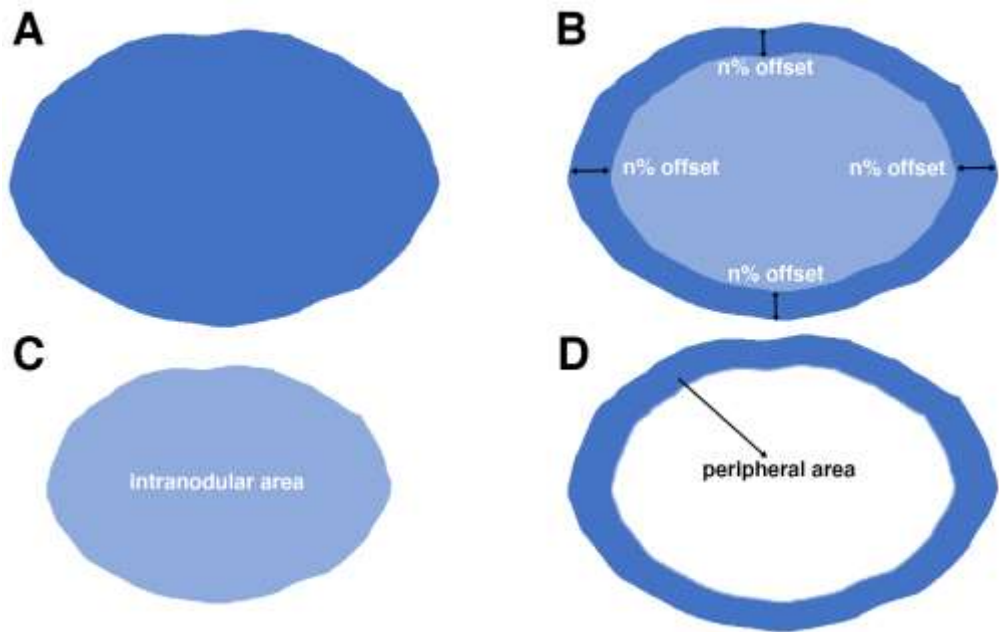 A
B
n% offset
n% offset
n% offset
n% offset
C
D
Intranodular area
peripheral area